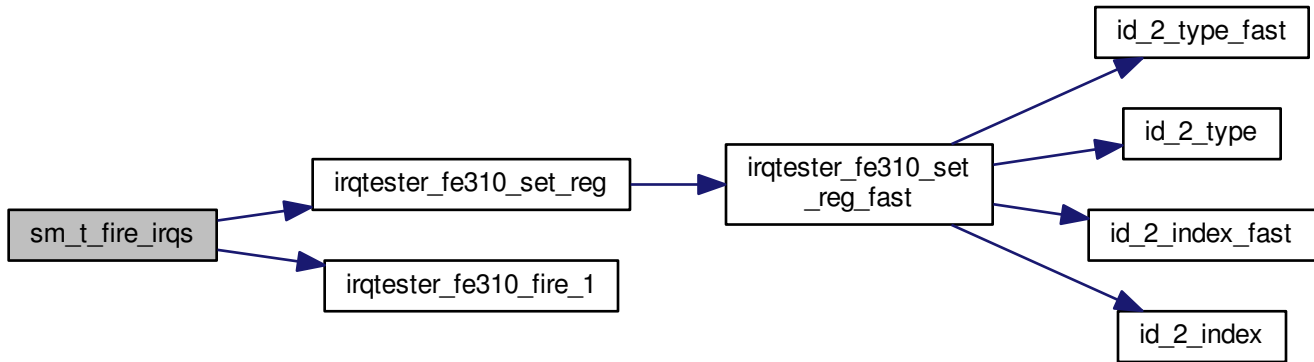 sm_t_fire_irqs
irqtester_fe310_set_reg
irqtester_fe310_fire_1
irqtester_fe310_set
_reg_fast
id_2_type_fast
id_2_type
id_2_index_fast
id_2_index